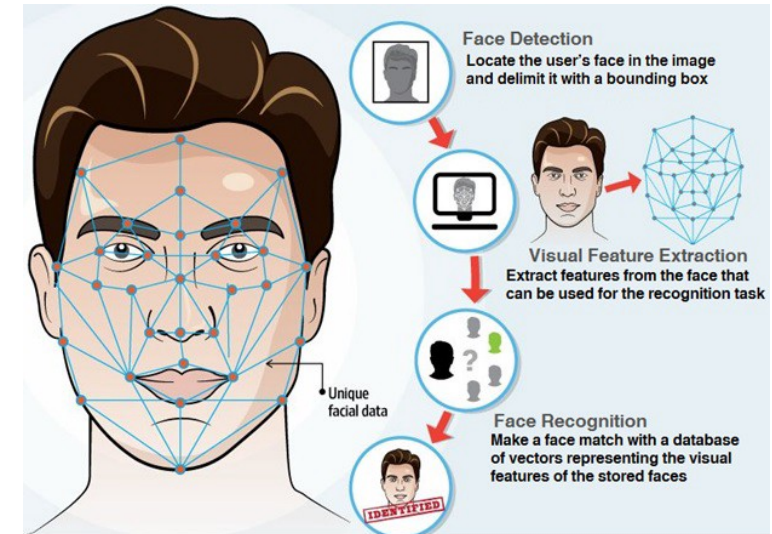 Face Detection
Locate the user's face in the image
and delimit it with a bounding box
Visual Feature Extraction
Extract features from the face that
can be used for the recognition task
?
Unique
facial data
Face Recognition
Make a face match with a database
of vectors representing the visual
features of the stored faces
IDENTIFIED